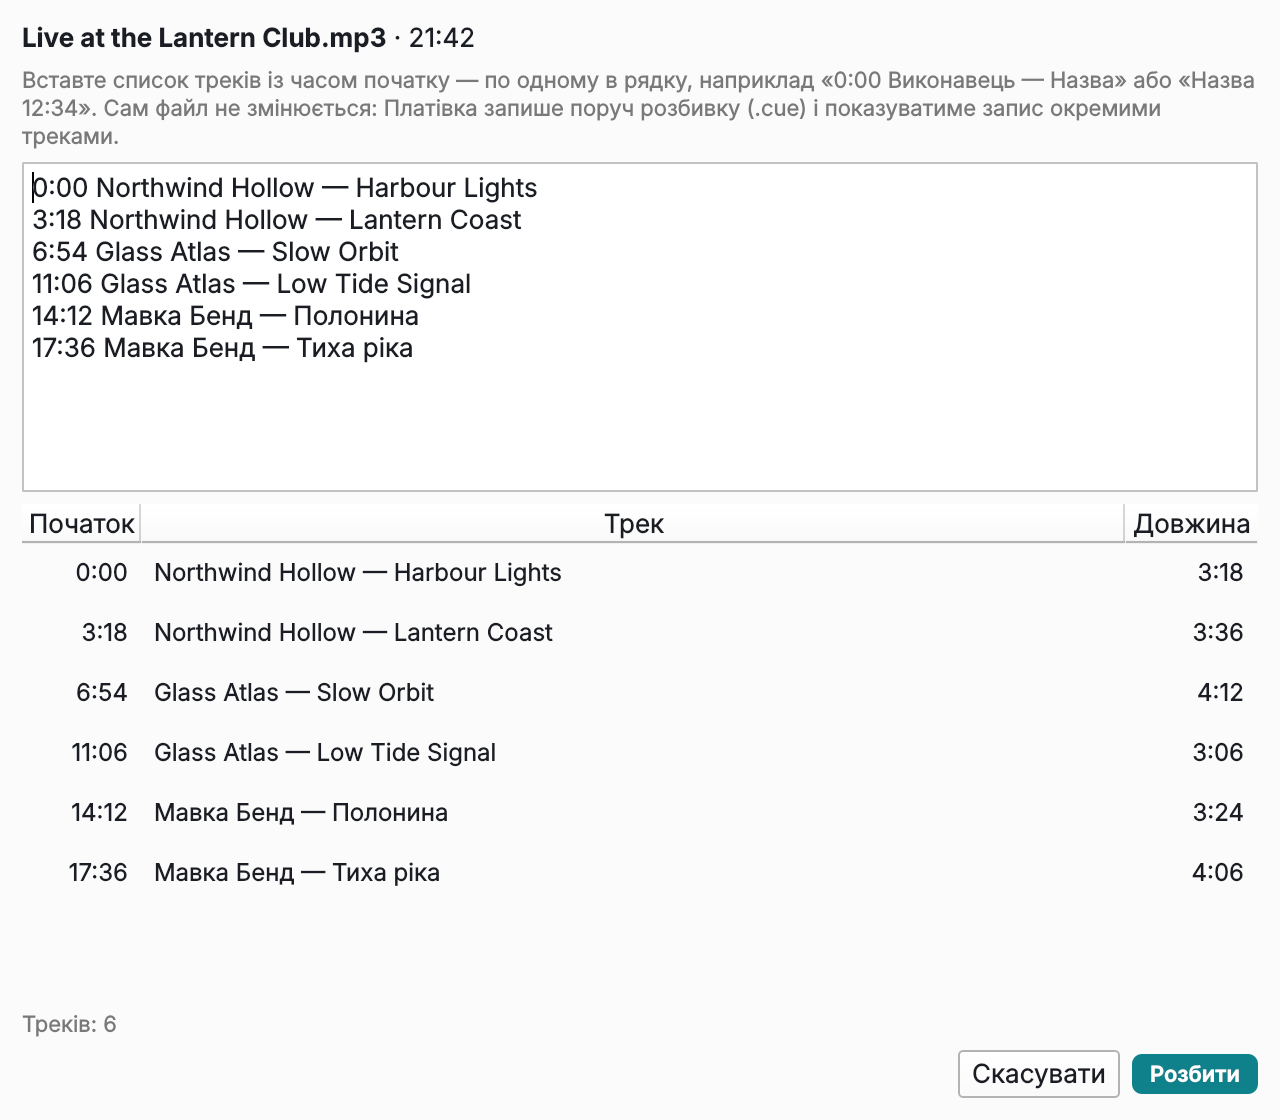 Live at the Lantern Club.mp3 · 21:42
Вставте список треків із часом початку — по одному в рядку, наприклад «0:00 Виконавець — Назва» або «Назва
12:34». Сам файл не змінюється: Платівка запише поруч розбивку (.cue) і показуватиме запис окремими
треками.
0:00 Northwind Hollow — Harbour Lights
3:18 Northwind Hollow — Lantern Coast
6:54 Glass Atlas — Slow Orbit
11:06 Glass Atlas — Low Tide Signal
14:12 Мавка Бенд — Полонина
17:36 Мавка Бенд — Тиха ріка
Початок Трек Довжина
0:00 Northwind Hollow — Harbour Lights 3:18
3:18 Northwind Hollow — Lantern Coast 3:36
6:54 Glass Atlas — Slow Orbit 4:12
11:06 Glass Atlas — Low Tide Signal 3:06
14:12 Мавка Бенд — Полонина 3:24
17:36 Мавка Бенд — Тиха ріка 4:06
Треків: 6
Скасувати Розбити